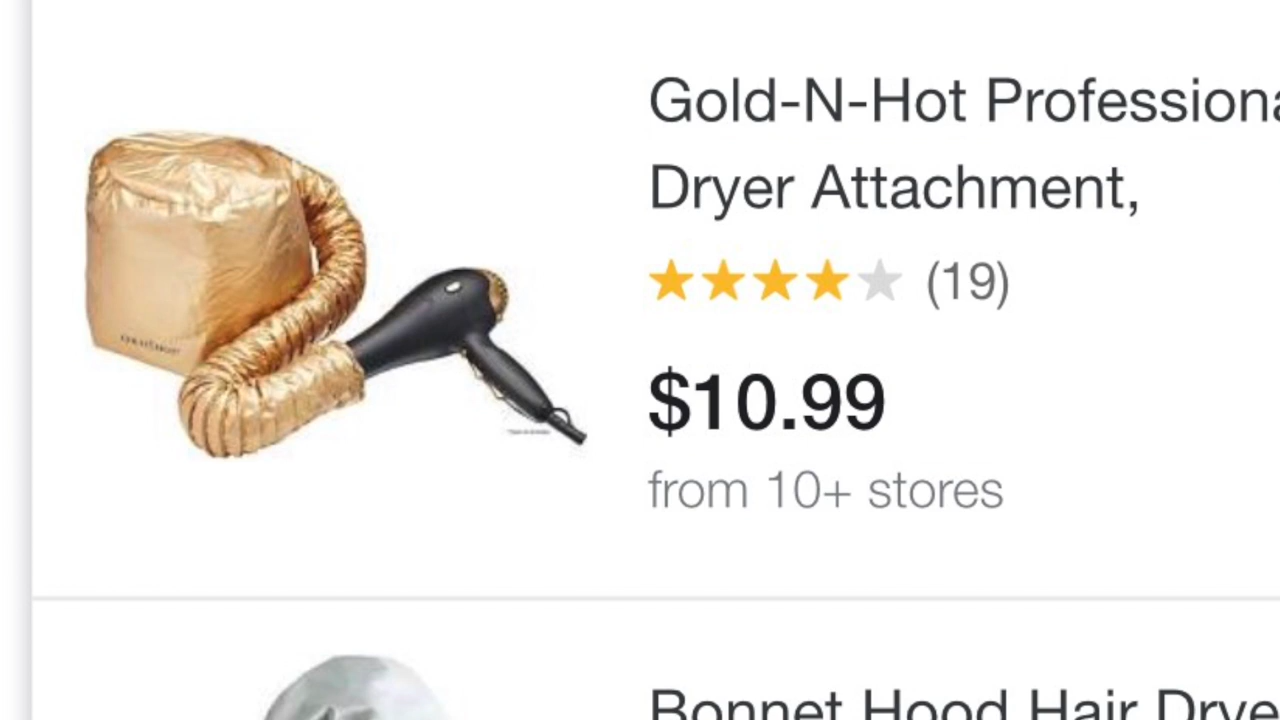 Gold-N-Hot Professiona
Dryer Attachment,
(19)
$10.99
from 10+ stores
Bonnet Hood Hair Drye